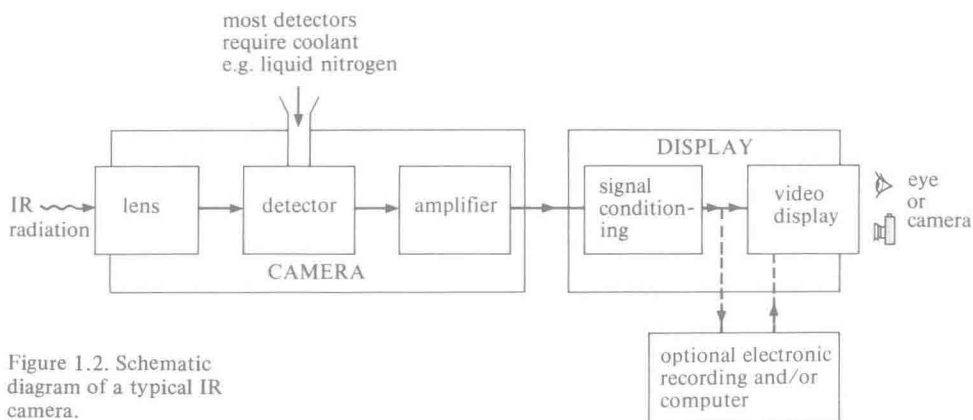 most detectors
require coolant
e.g. liquid nitrogen
DISPLAY
IR
radiation
lens
detector
amplifier
signal
condition-
ing
video
display
eye
or
camera
CAMERA
optional electronic
recording and/or
computer
Figure 1.2. Schematic
diagram of a typical IR
camera.